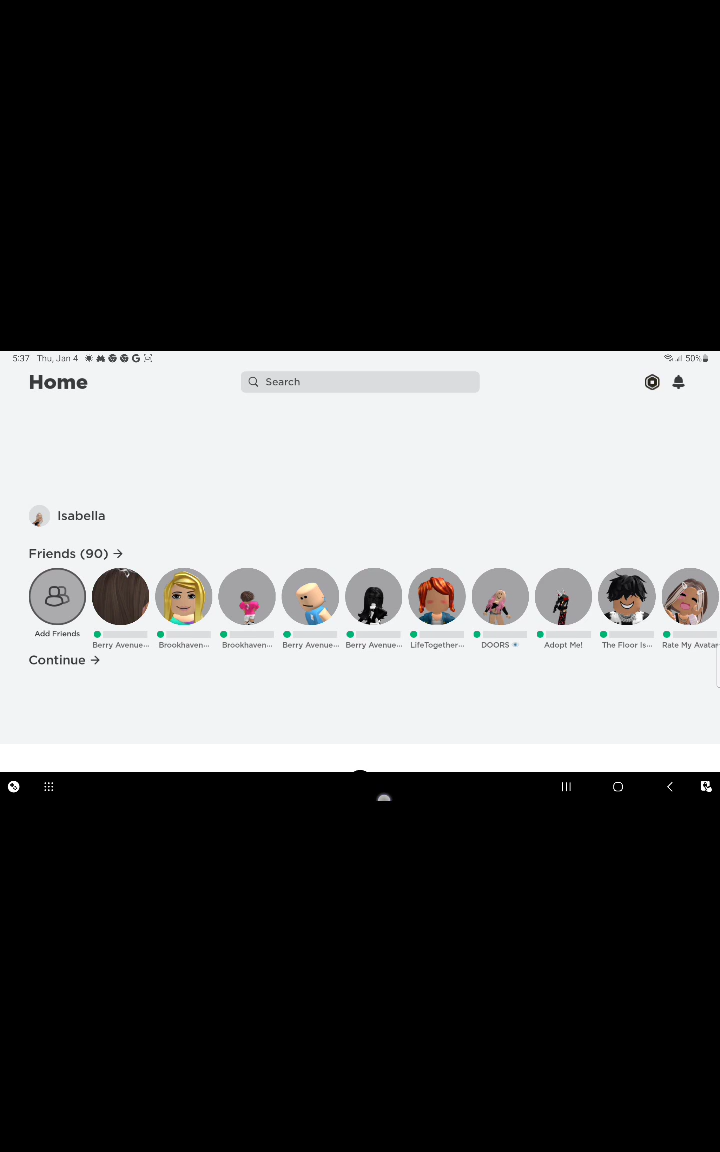 5:37 Thu, Jan 4 G 50%
Home
Search
Isabella
Friends (90) →
Add Friends
Berry Avenue... Brookhaven... Brookhaven... Berry Avenue... Berry Avenue... LifeTogether... DOORS Adopt Me! The Floor Is... Rate My Avatar
Continue →